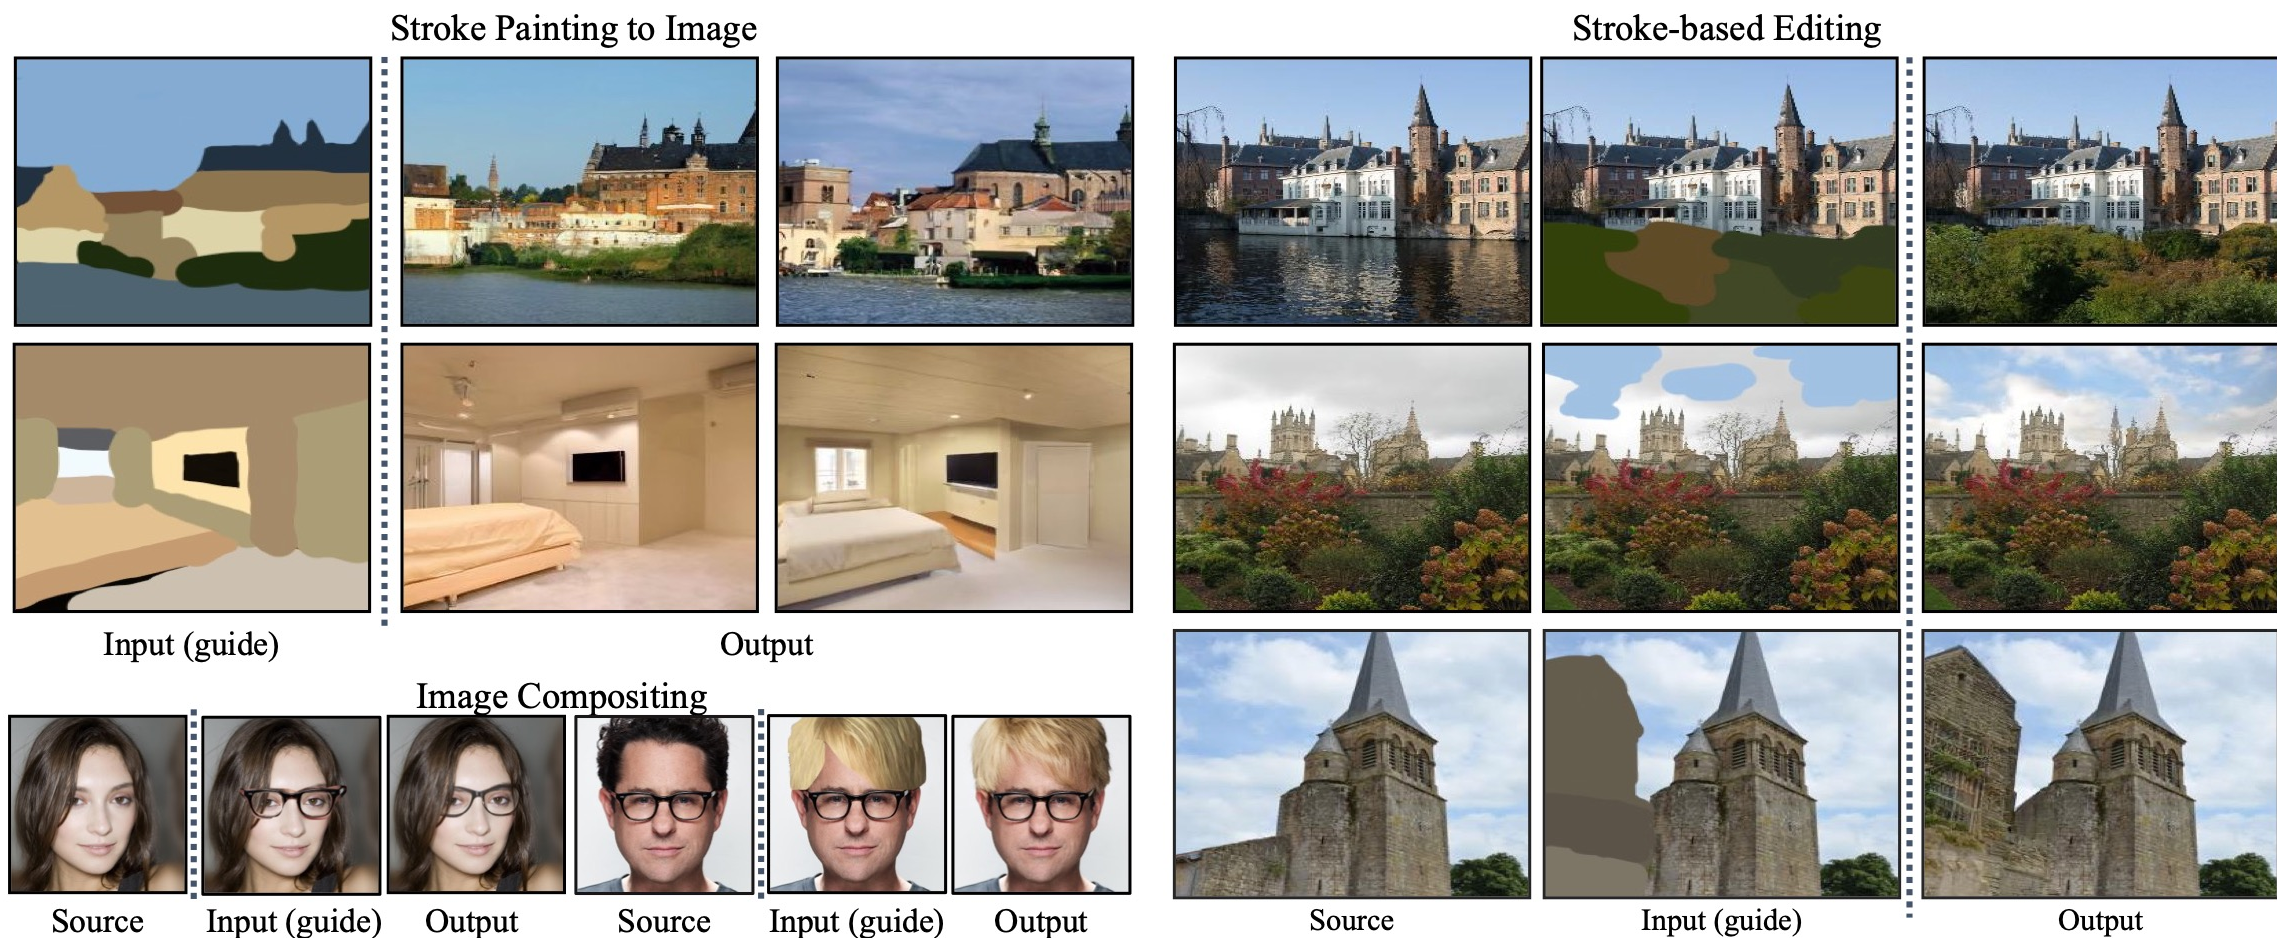 Stroke Painting to Image
Input (guide)
Output
Image Compositing
Source
Input (guide)
Output
Source
Input (guide)
Output
Stroke-based Editing
Source
Input (guide)
Output